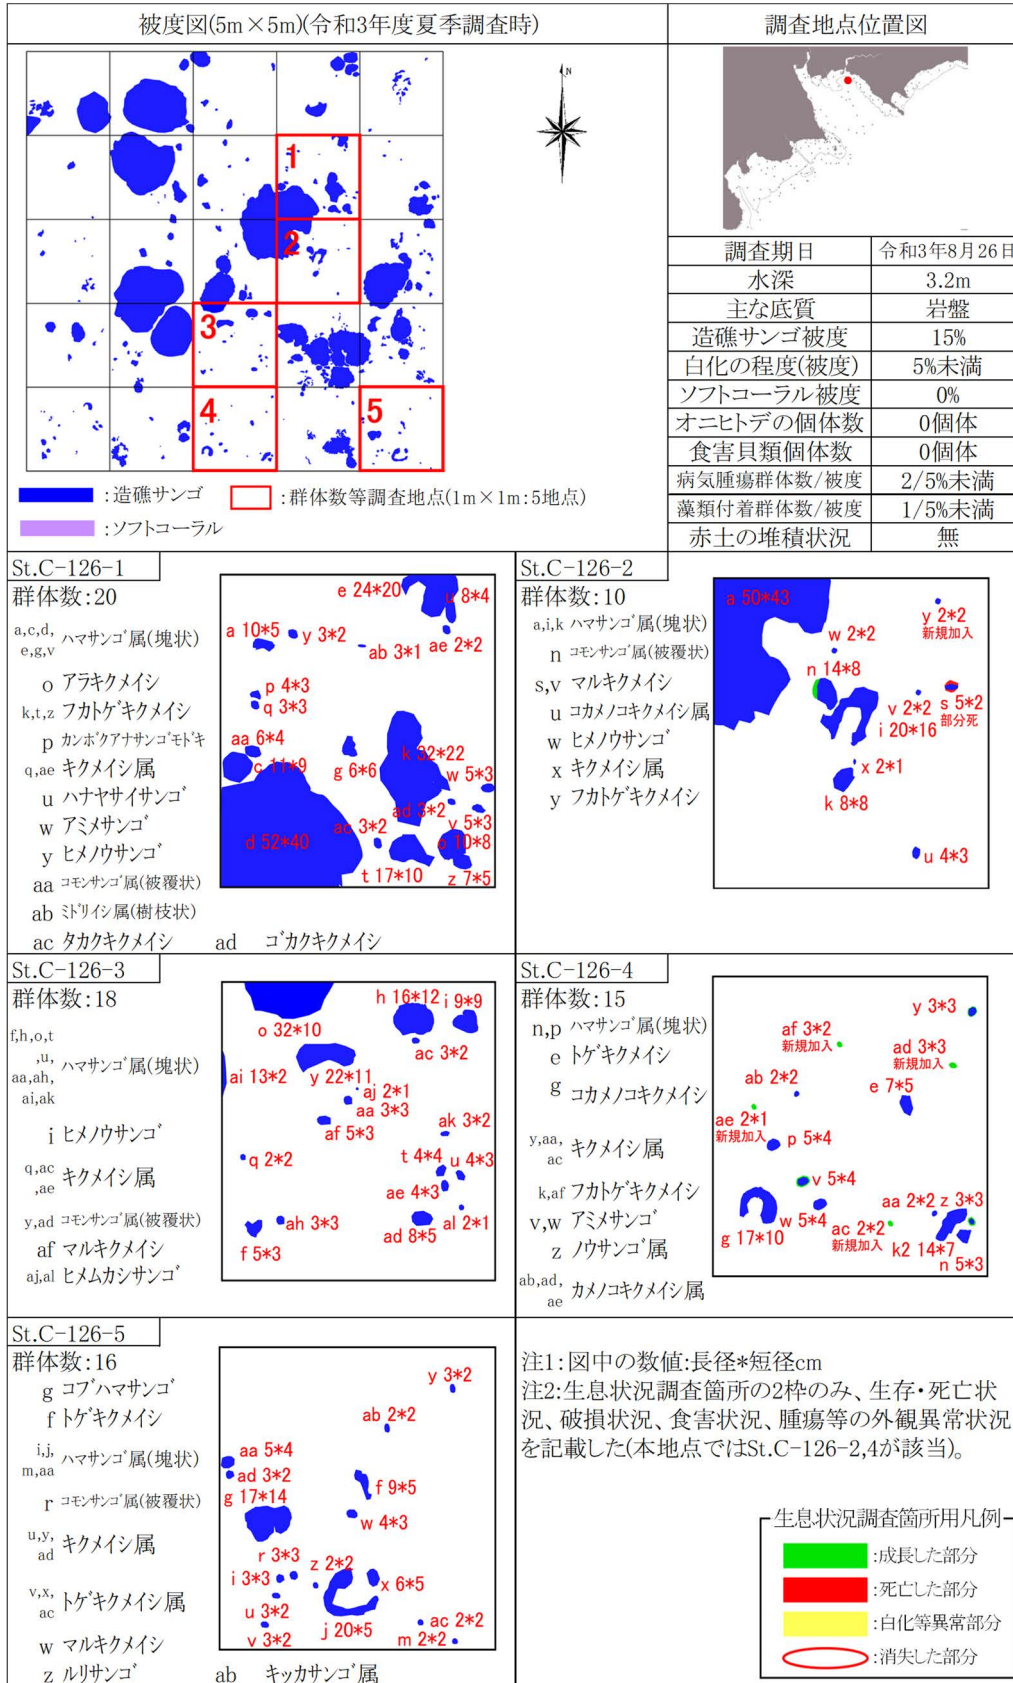 被度図(5m×5m)(令和3年度夏季調査時)
調査地点位置図
N
1
2
3
4
5
:造礁サンゴ
:群体数等調査地点(1m×1m:5地点)
:ソフトコーラル
調査期日 令和3年8月26日
水深 3.2m
主な底質 岩盤
造礁サンゴ被度 15%
白化の程度(被度) 5%未満
ソフトコーラル被度 0%
オニヒトデの個体数 0個体
食害貝類個体数 0個体
病気腫瘍群体数/被度 2/5%未満
藻類付着群体数/被度 1/5%未満
赤土の堆積状況 無
St.C-126-1
群体数:20
a,c,d,
e,g,v ハマサンゴ属(塊状)
o アラキクメイシ
k,t,z フカトゲキクメイシ
p カンボクアナサンゴモドキ
q,ae キクメイシ属
u ハナヤサイサンゴ
w アミメサンゴ
y ヒメノウサンゴ
aa コモンサンゴ属(被覆状)
ab ミドリイシ属(樹枝状)
ac タカクキクメイシ ad ゴカクキクメイシ
e 24*20
u 8*4
a 10*5
y 3*2
ab 3*1
ae 2*2
p 4*3
q 3*3
aa 6*4
c 11*9
g 6*6
k 32*22
w 5*3
ad 3*2
ac 3*2
v 5*3
d 52*40
o 10*8
t 17*10
z 7*5
St.C-126-2
群体数:10
a,i,k ハマサンゴ属(塊状)
n コモンサンゴ属(被覆状)
s,v マルキクメイシ
u コカメノコキクメイシ属
w ヒメノウサンゴ
x キクメイシ属
y フカトゲキクメイシ
a 50*43
y 2*2
新規加入
w 2*2
n 14*8
v 2*2
s 5*2
部分死
i 20*16
x 2*1
k 8*8
u 4*3
St.C-126-3
群体数:18
f,h,o,t
,u,
aa,ah, ハマサンゴ属(塊状)
ai,ak
i ヒメノウサンゴ
q,ac
,ae キクメイシ属
y,ad コモンサンゴ属(被覆状)
af マルキクメイシ
aj,al ヒメムカシサンゴ
h 16*12
i 9*9
o 32*10
ac 3*2
ai 13*2
y 22*11
aj 2*1
aa 3*3
af 5*3
ak 3*2
q 2*2
t 4*4
u 4*3
ae 4*3
ah 3*3
al 2*1
f 5*3
ad 8*5
St.C-126-4
群体数:15
n,p ハマサンゴ属(塊状)
e トゲキクメイシ
g コカメノコキクメイシ
y,aa,
ac キクメイシ属
k,af フカトゲキクメイシ
v,w アミメサンゴ
z ノウサンゴ属
ab,ad,
ae カメノコキクメイシ属
y 3*3
af 3*2
新規加入
ad 3*3
新規加入
ab 2*2
e 7*5
ae 2*1
新規加入
p 5*4
v 5*4
aa 2*2
z 3*3
w 5*4
ac 2*2
新規加入
g 17*10
k2 14*7
n 5*3
St.C-126-5
群体数:16
g コブハマサンゴ
f トゲキクメイシ
i,j,
m,aa ハマサンゴ属(塊状)
r コモンサンゴ属(被覆状)
u,y,
ad キクメイシ属
v,x,
ac トゲキクメイシ属
w マルキクメイシ
z ルリサンゴ ab キッカサンゴ属
y 3*2
ab 2*2
aa 5*4
ad 3*2
f 9*5
g 17*14
w 4*3
r 3*3
z 2*2
i 3*3
x 6*5
u 3*2
ac 2*2
v 3*2
j 20*5
m 2*2
注1:図中の数値:長径*短径cm
注2:生息状況調査箇所の2枠のみ、生存・死亡状
況、破損状況、食害状況、腫瘍等の外観異常状況
を記載した(本地点ではSt.C-126-2,4が該当)。
生息状況調査箇所用凡例
:成長した部分
:死亡した部分
:白化等異常部分
:消失した部分